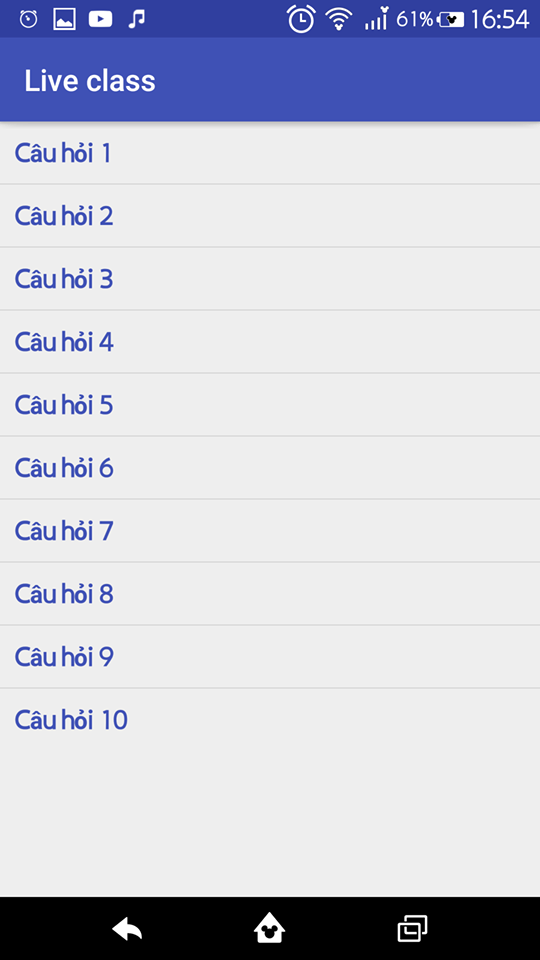 61% 16:54
Live class
Câu hỏi 1
Câu hỏi 2
Câu hỏi 3
Câu hỏi 4
Câu hỏi 5
Câu hỏi 6
Câu hỏi 7
Câu hỏi 8
Câu hỏi 9
Câu hỏi 10